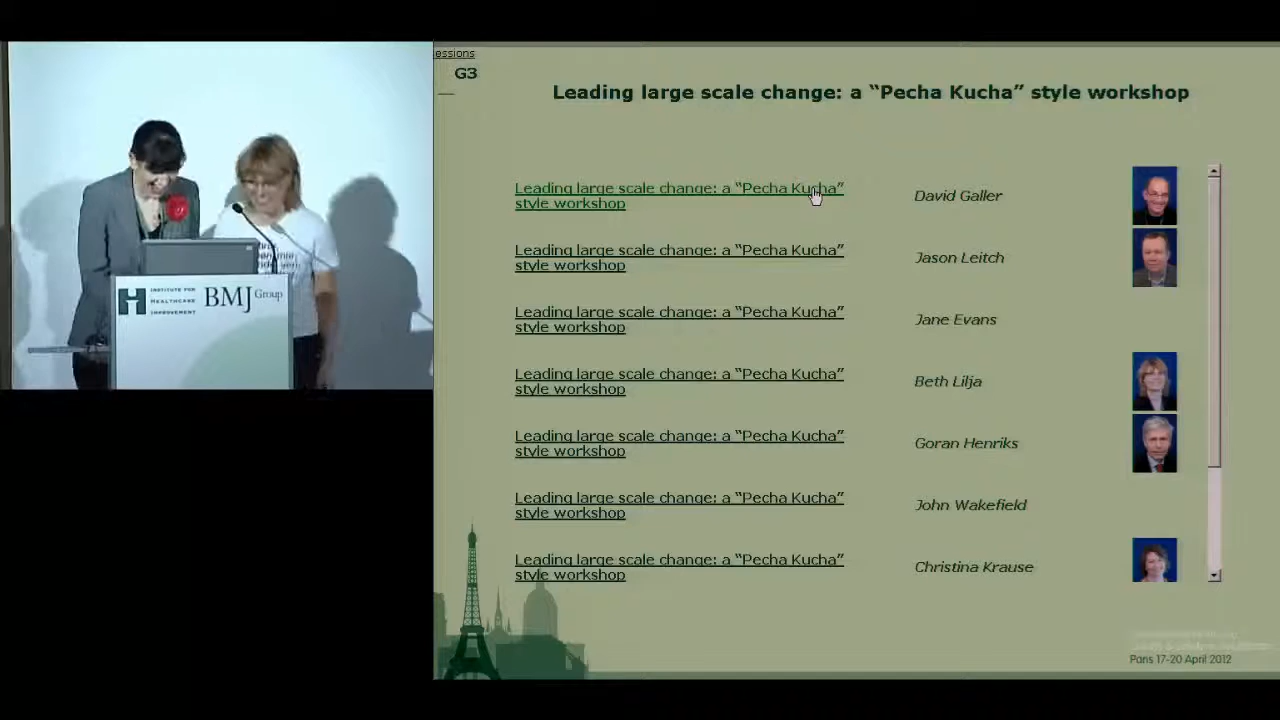 essions
G3
Leading large scale change: a “Pecha Kucha” style workshop
Leading large scale change: a “Pecha Kucha”
style workshop
David Galler
Leading large scale change: a “Pecha Kucha”
style workshop
Jason Leitch
Leading large scale change: a “Pecha Kucha”
style workshop
Jane Evans
Leading large scale change: a “Pecha Kucha”
style workshop
Beth Lilja
Leading large scale change: a “Pecha Kucha”
style workshop
Goran Henriks
Leading large scale change: a “Pecha Kucha”
style workshop
John Wakefield
Leading large scale change: a “Pecha Kucha”
style workshop
Christina Krause
Paris 17-20 April 2012
INSTITUTE FOR
HEALTHCARE
IMPROVEMENT
BMJ Group